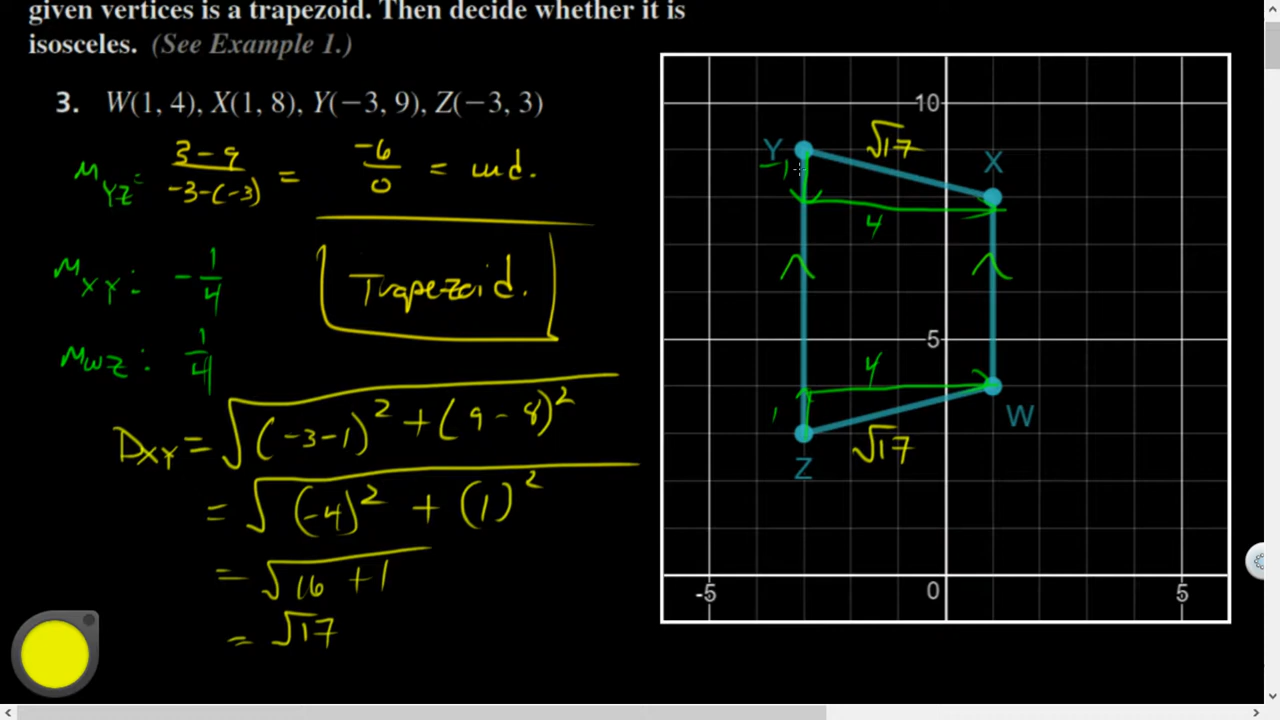 given vertices is a trapezoid. Then decide whether it is
isosceles. (See Example 1.)
3. W(1, 4), X(1, 8), Y(−3, 9), Z(−3, 3)
M_YZ = (3 − 9)/(−3 − (−3)) = −6/0 = und.
Trapezoid.
M_XY : −1/4
M_WZ : 1/4
D_XY = √((−3−1)² + (9 − 8)²)
= √((−4)² + (1)²)
= √(16 + 1)
= √17
10
Y
√17
X
−1
4
5
4
1
W
Z
√17
-5
0
5